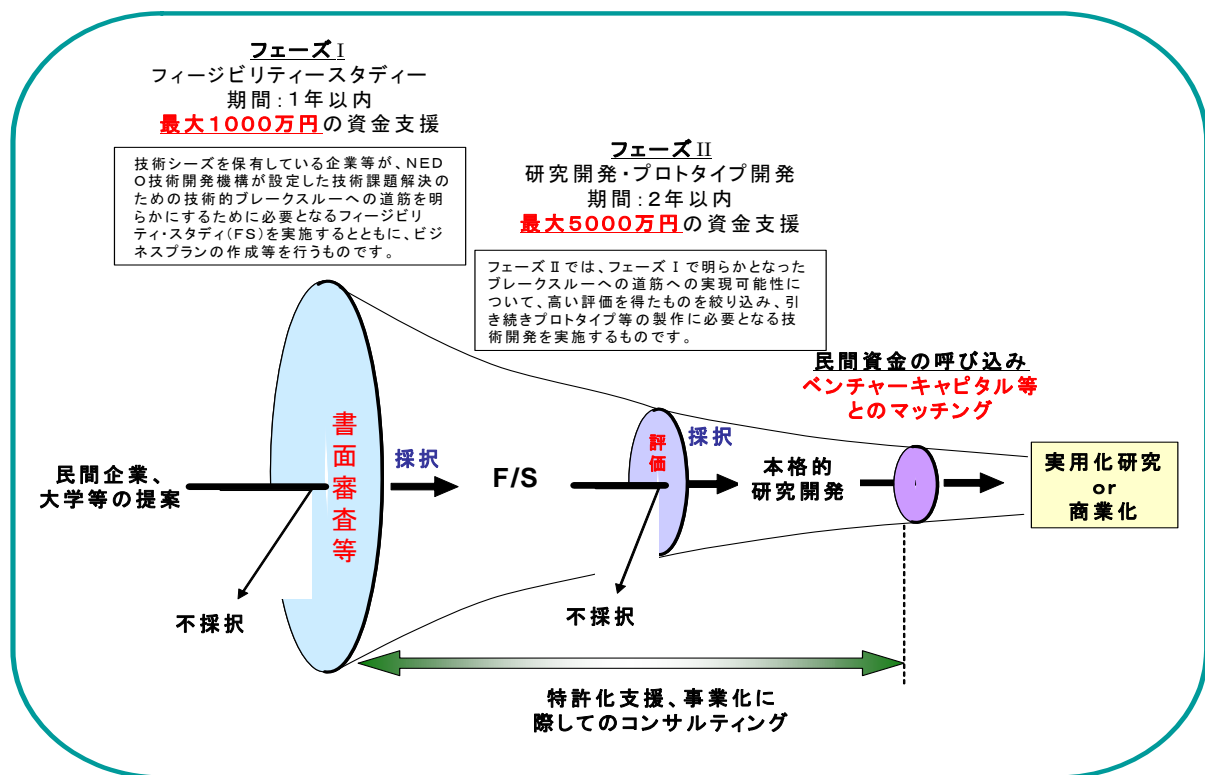 フェーズⅠ
フィージビリティースタディー
期間：1年以内
最大1000万円の資金支援
技術シーズを保有している企業等が、NED
O技術開発機構が設定した技術課題解決の
ための技術的ブレークスルーへの道筋を明
らかにするために必要となるフィージビリ
ティ・スタディ(FS)を実施するとともに、ビジ
ネスプランの作成等を行うものです。
フェーズⅡ
研究開発・プロトタイプ開発
期間：2年以内
最大5000万円の資金支援
フェーズⅡでは、フェーズⅠで明らかとなった
ブレークスルーへの道筋への実現可能性に
ついて、高い評価を得たものを絞り込み、引
き続きプロトタイプ等の製作に必要となる技
術開発を実施するものです。
民間資金の呼び込み
ベンチャーキャピタル等
とのマッチング
民間企業、
大学等の提案
書面審査等
採択
不採択
F/S
評価
採択
不採択
本格的
研究開発
実用化研究
or
商業化
特許化支援、事業化に
際してのコンサルティング